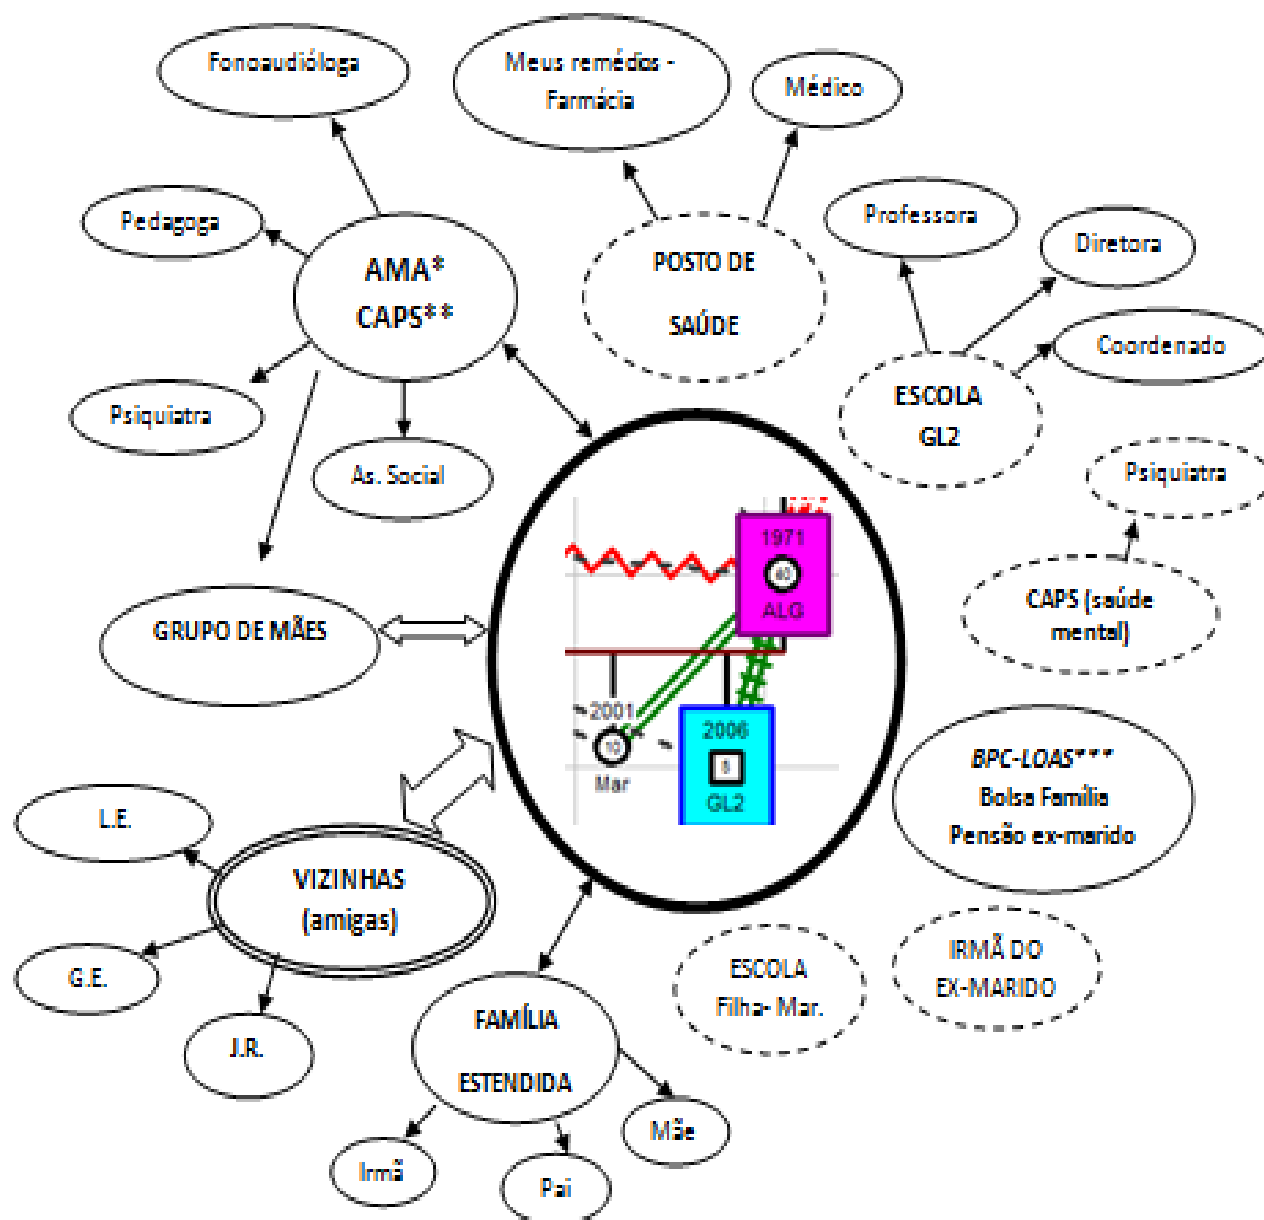 Fonoaudióloga
Meus remédos -
Farmácia
Médico
Pedagoga
AMA*
CAPS**
POSTO DE
SAÚDE
Professora
Diretora
Coordenado
Psiquiatra
As. Social
ESCOLA
GL2
Psiquiatra
CAPS (saúde
mental)
GRUPO DE MÃES
1971
40
ALG
2001
10
Mar
2006
5
GL2
BPC-LOAS***
Bolsa Família
Pensão ex-marido
L.E.
VIZINHAS
(amigas)
G.E.
J.R.
FAMÍLIA
ESTENDIDA
Irmã
Pai
Mãe
ESCOLA
Filha- Mar.
IRMÃ DO
EX-MARIDO